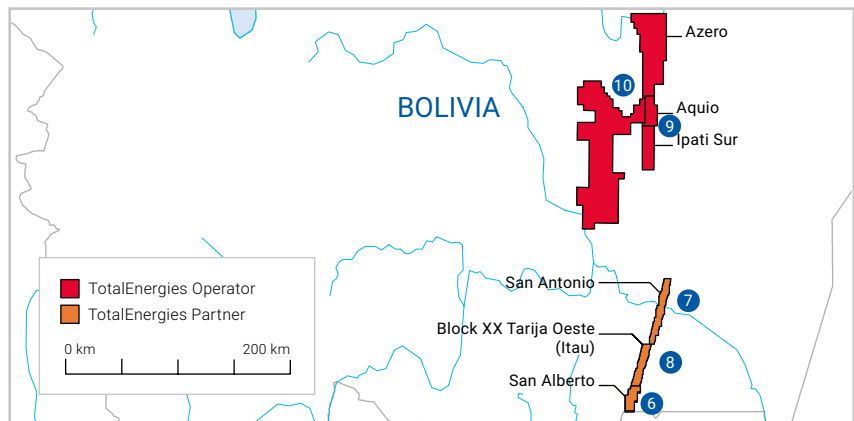 Azero
10
BOLIVIA
Aquio
9
Ipati Sur
San Antonio
7
Block XX Tarija Oeste
(Itau)
8
San Alberto
6
TotalEnergies Operator
TotalEnergies Partner
0 km
200 km